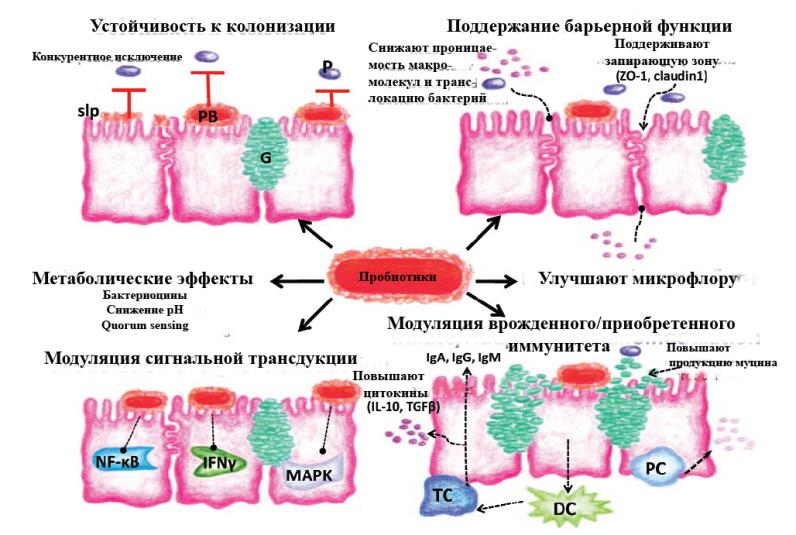 Устойчивость к колонизации
Конкурентное исключение
P
slp
PB
G
Поддержание барьерной функции
Снижают проницае-
мость макро-
молекул и транс-
локацию бактерий
Поддерживают
запирающую зону
(ZO-1, claudin1)
Пробиотики
Метаболические эффекты
Бактериоцины
Снижение pH
Quorum sensing
Улучшают микрофлору
Модуляция сигнальной трансдукции
NF-κB
IFNγ
MAPK
Модуляция врожденного/приобретенного
иммунитета
IgA, IgG, IgM
Повышают
продукцию муцина
Повышают
цитокины
(IL-10, TGFβ)
TC
DC
PC